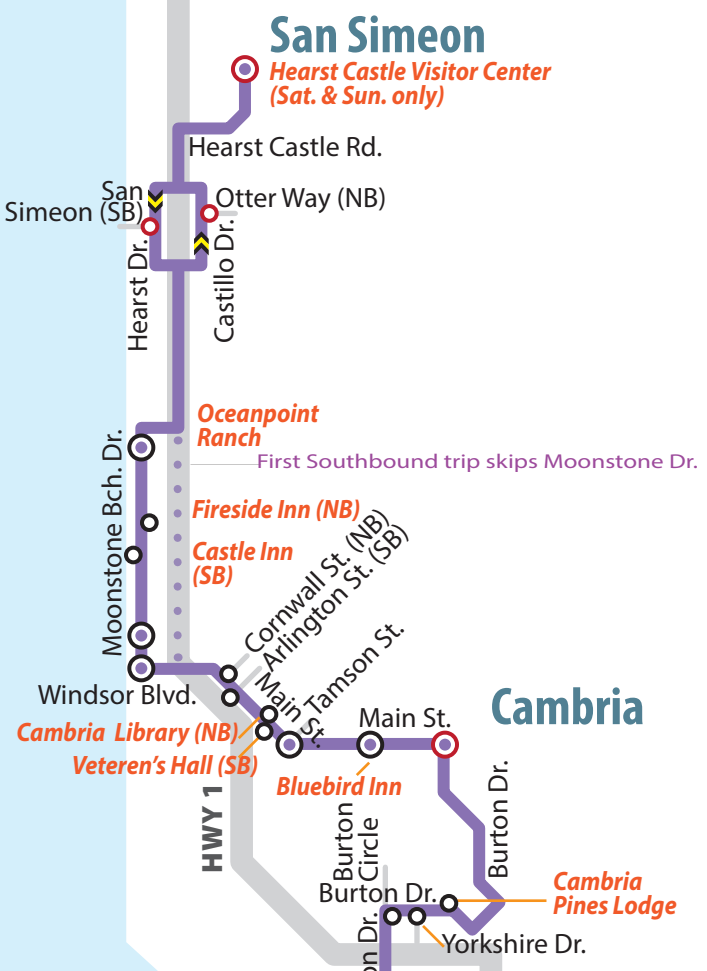 San Simeon
Hearst Castle Visitor Center
(Sat. & Sun. only)
Hearst Castle Rd.
San
Simeon (SB)
Otter Way (NB)
Hearst Dr.
Castillo Dr.
Oceanpoint
Ranch
First Southbound trip skips Moonstone Dr.
Moonstone Bch. Dr.
Fireside Inn (NB)
Castle Inn
(SB)
Cornwall St. (NB)
Arlington St. (SB)
Main St.
Tamson St.
Windsor Blvd.
Cambria
Main St.
Cambria Library (NB)
Veteren's Hall (SB)
Bluebird Inn
HWY 1
Burton Dr.
Burton
Circle
Burton Dr.
Cambria
Pines Lodge
Yorkshire Dr.
Dr.